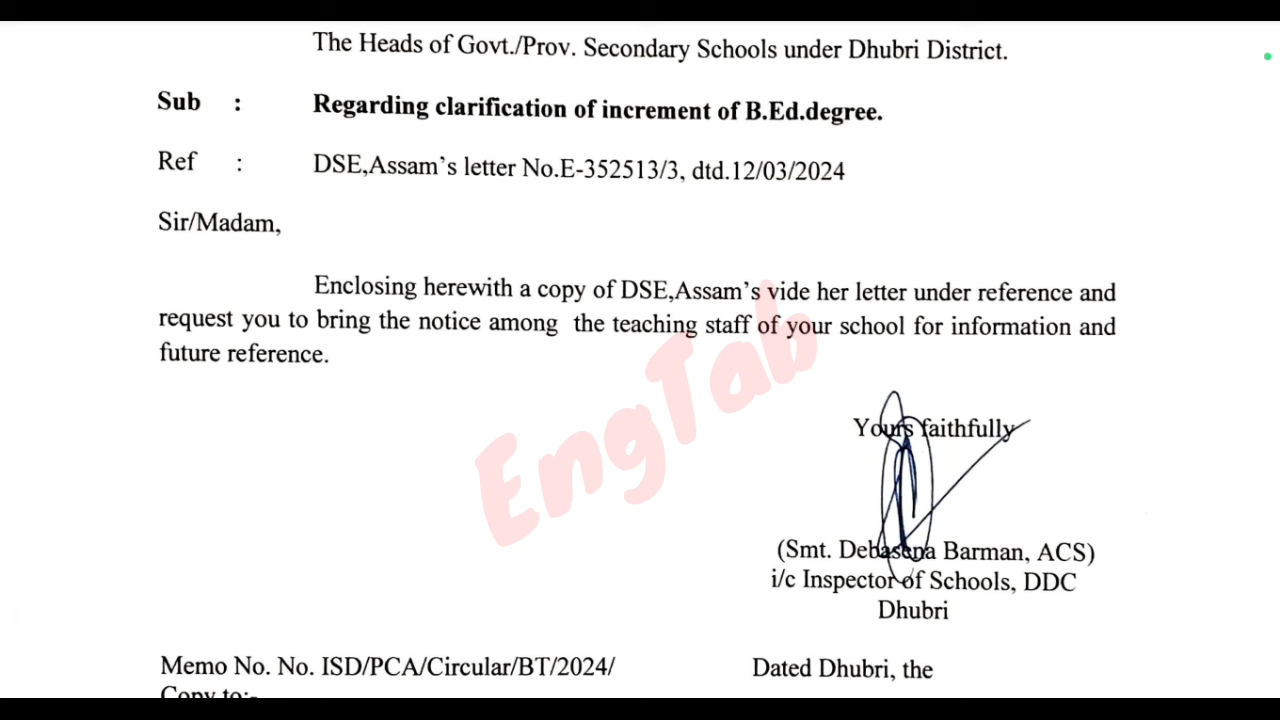 The Heads of Govt./Prov. Secondary Schools under Dhubri District.
Sub : Regarding clarification of increment of B.Ed.degree.
Ref : DSE,Assam's letter No.E-352513/3, dtd.12/03/2024
Sir/Madam,
Enclosing herewith a copy of DSE,Assam's vide her letter under reference and
request you to bring the notice among the teaching staff of your school for information and
future reference.
EngTab
Yours faithfully
(Smt. Debasena Barman, ACS)
i/c Inspector of Schools, DDC
Dhubri
Memo No. No. ISD/PCA/Circular/BT/2024/ Dated Dhubri, the
Copy to:-